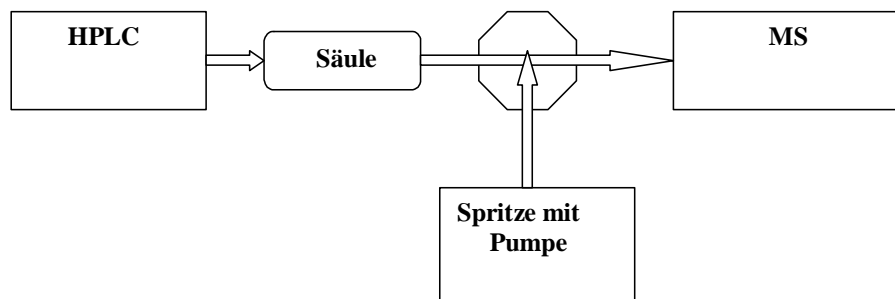 HPLC
Säule
MS
Spritze mit
Pumpe